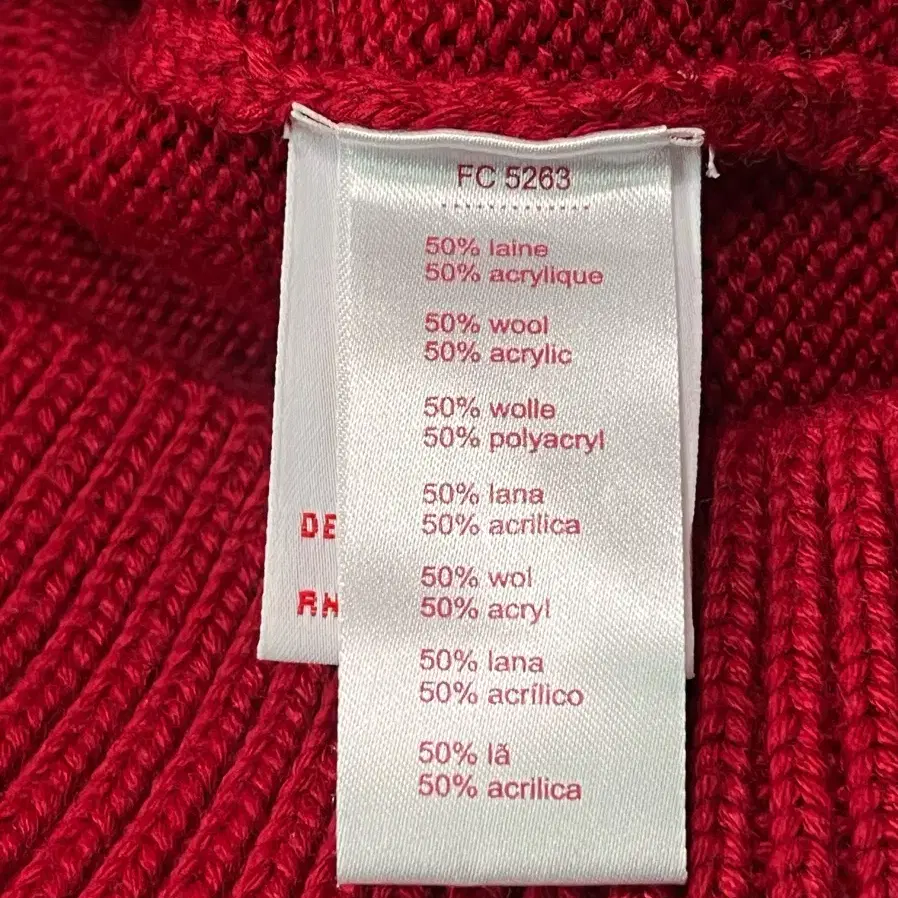 FC 5263
50% laine
50% acrylique
50% wool
50% acrylic
50% wolle
50% polyacryl
50% lana
50% acrilica
50% wol
50% acryl
50% lana
50% acrílico
50% lã
50% acrilica
DE
RN